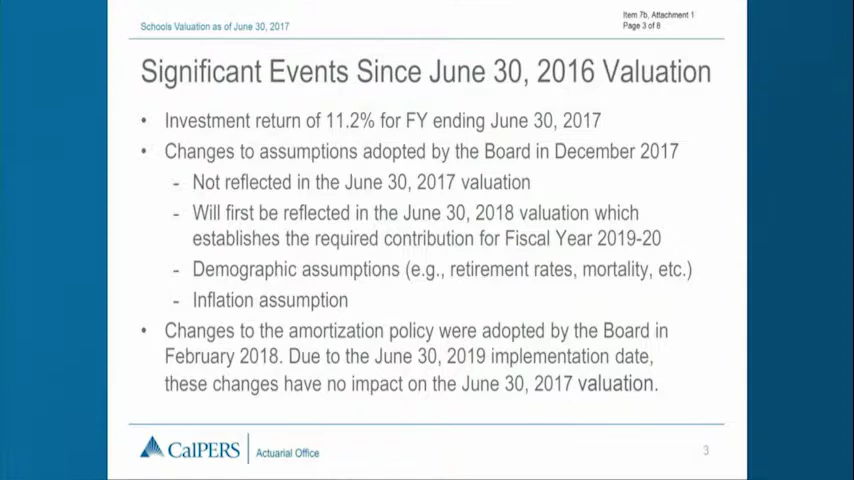 Item 7b, Attachment 1
Schools Valuation as of June 30, 2017
Page 3 of 8
Significant Events Since June 30, 2016 Valuation
• Investment return of 11.2% for FY ending June 30, 2017
• Changes to assumptions adopted by the Board in December 2017
- Not reflected in the June 30, 2017 valuation
- Will first be reflected in the June 30, 2018 valuation which
establishes the required contribution for Fiscal Year 2019-20
- Demographic assumptions (e.g., retirement rates, mortality, etc.)
- Inflation assumption
• Changes to the amortization policy were adopted by the Board in
February 2018. Due to the June 30, 2019 implementation date,
these changes have no impact on the June 30, 2017 valuation.
CalPERS Actuarial Office
3